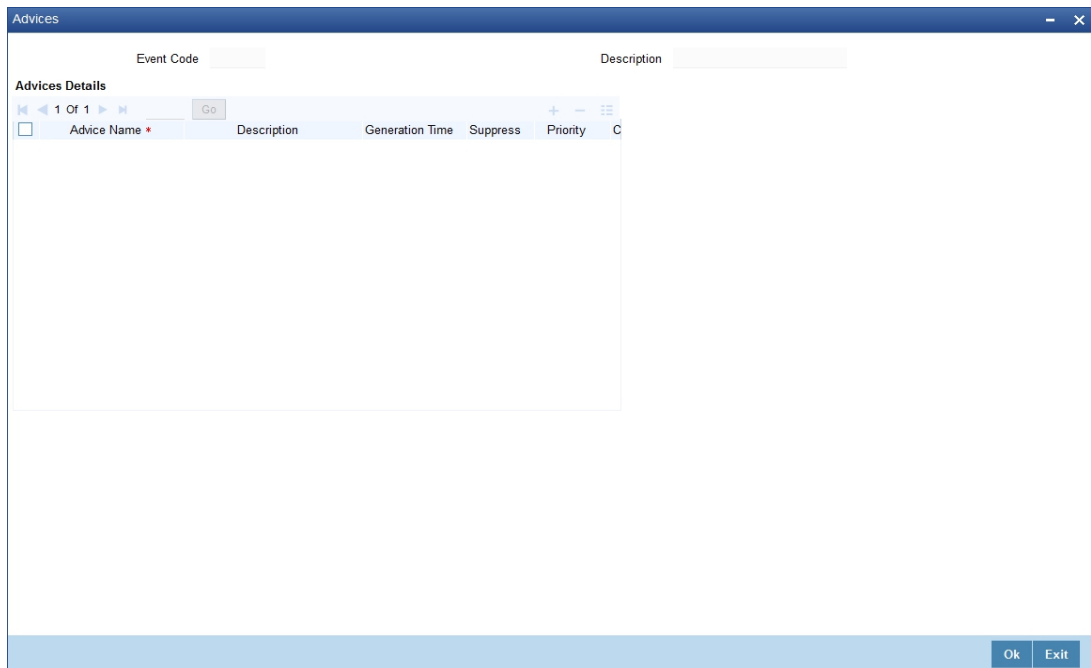 Advices
Event Code Description
Advices Details
1 Of 1 Go
Advice Name * Description Generation Time Suppress Priority C
Ok Exit